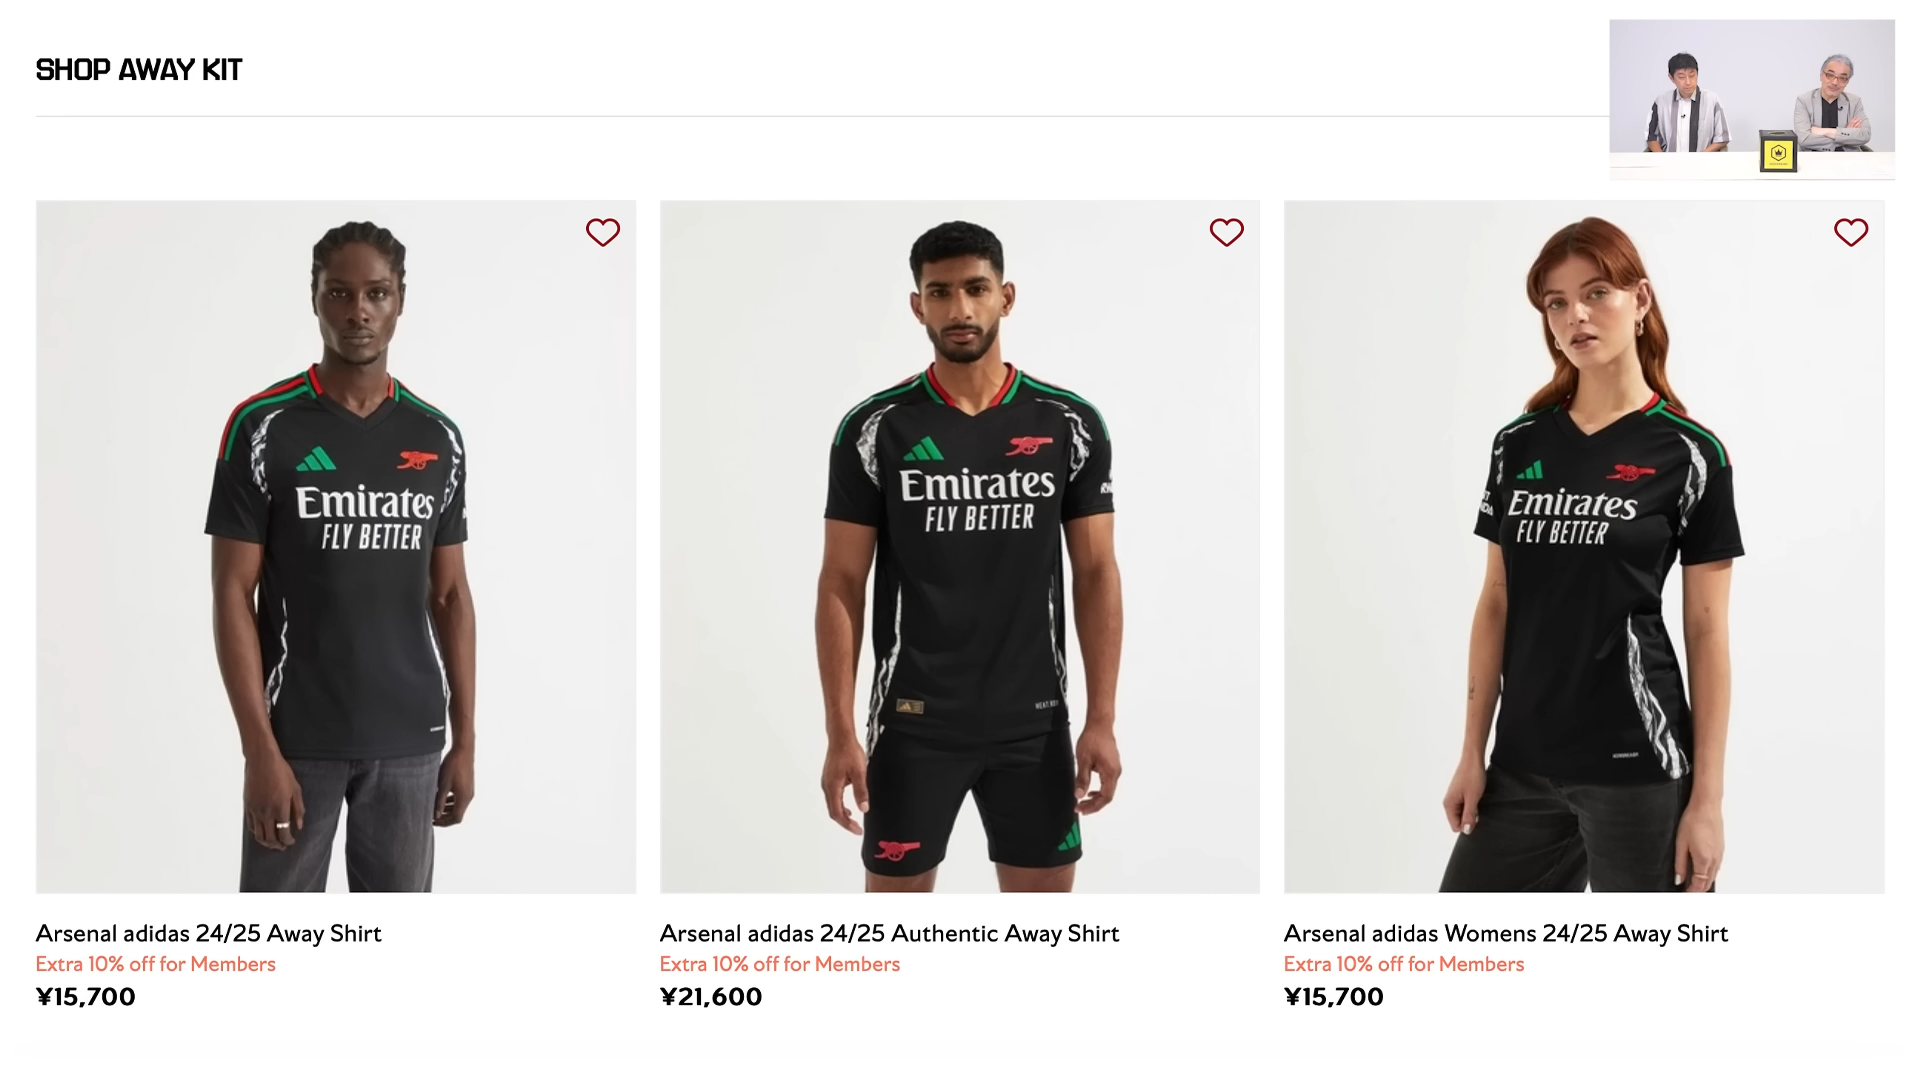 SHOP AWAY KIT
Emirates
FLY BETTER
Emirates
FLY BETTER
Emirates
FLY BETTER
Arsenal adidas 24/25 Away Shirt
Extra 10% off for Members
¥15,700
Arsenal adidas 24/25 Authentic Away Shirt
Extra 10% off for Members
¥21,600
Arsenal adidas Womens 24/25 Away Shirt
Extra 10% off for Members
¥15,700